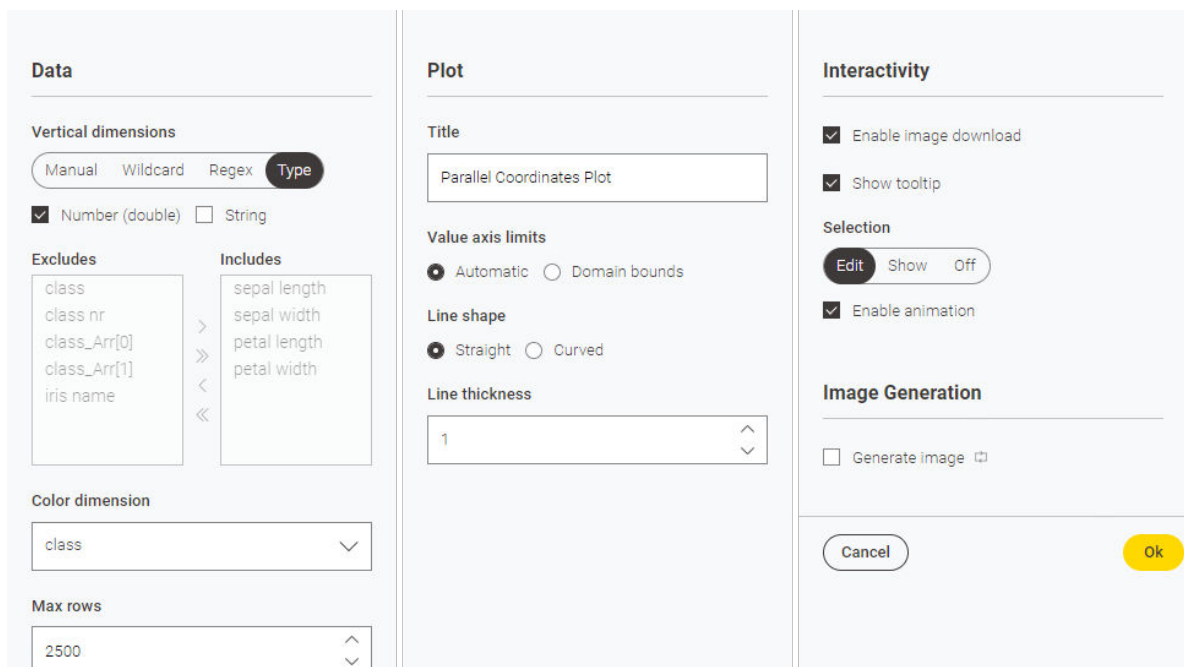 Data
Vertical dimensions
Manual Wildcard Regex Type
Number (double) String
Excludes Includes
class
class nr
class_Arr[0]
class_Arr[1]
iris name
sepal length
sepal width
petal length
petal width
Color dimension
class
Max rows
2500
Plot
Title
Parallel Coordinates Plot
Value axis limits
Automatic Domain bounds
Line shape
Straight Curved
Line thickness
1
Interactivity
Enable image download
Show tooltip
Selection
Edit Show Off
Enable animation
Image Generation
Generate image
Cancel Ok